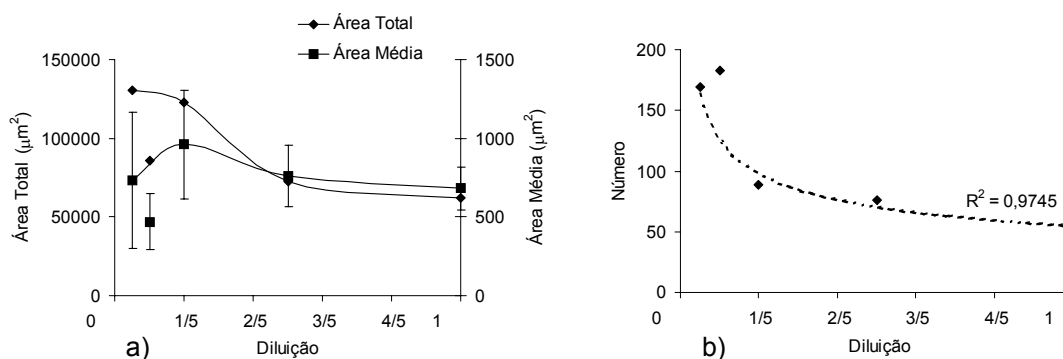 Área Total
Área Média
150000
100000
50000
0
Área Total (μm²)
1500
1000
500
0
Área Média (μm²)
0 1/5 2/5 3/5 4/5 1
Diluição
a)
200
150
100
50
0
Número
R² = 0,9745
0 1/5 2/5 3/5 4/5 1
Diluição
b)